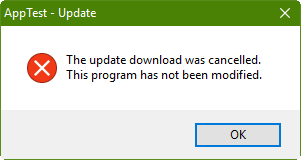 AppTest - Update
The update download was cancelled.
This program has not been modified.
OK